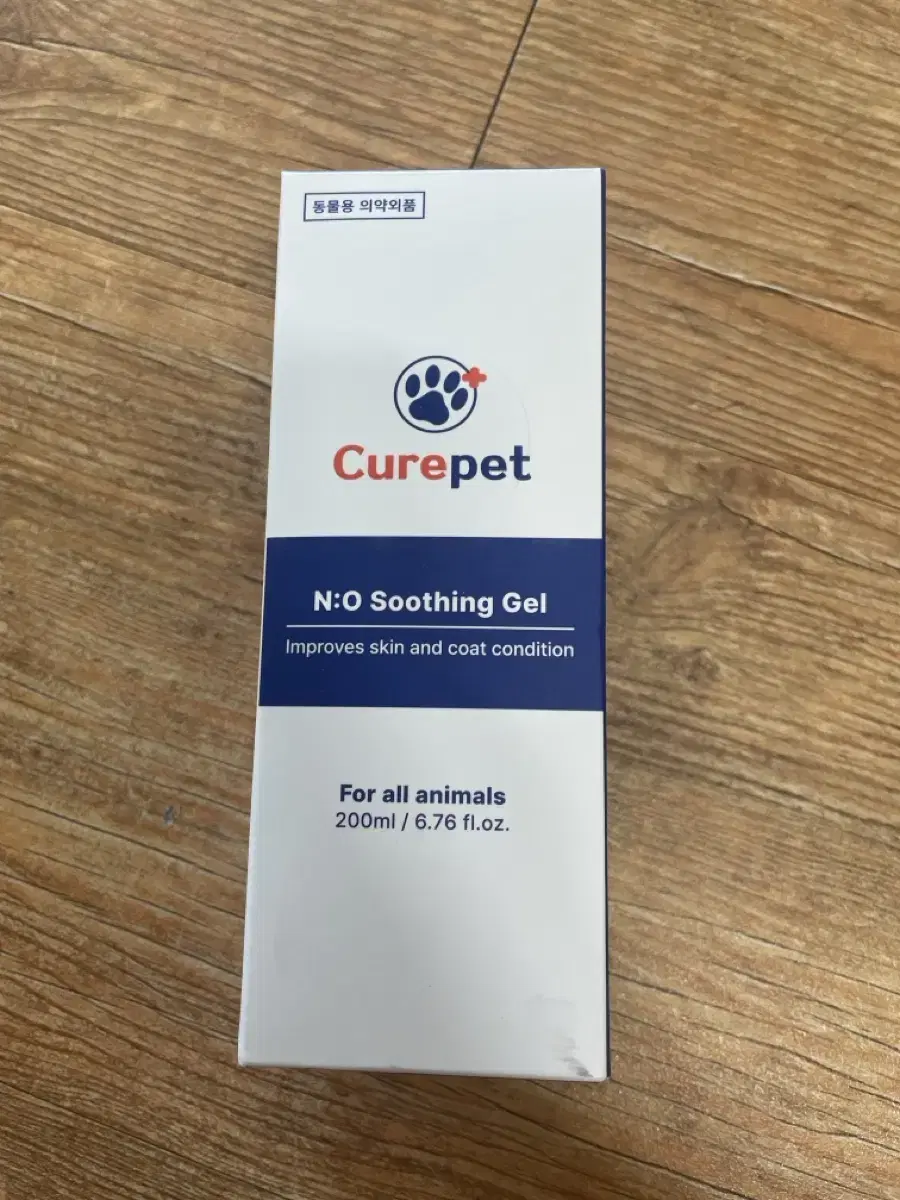 동물용 의약외품
Curepet
N:O Soothing Gel
Improves skin and coat condition
For all animals
200ml / 6.76 fl.oz.